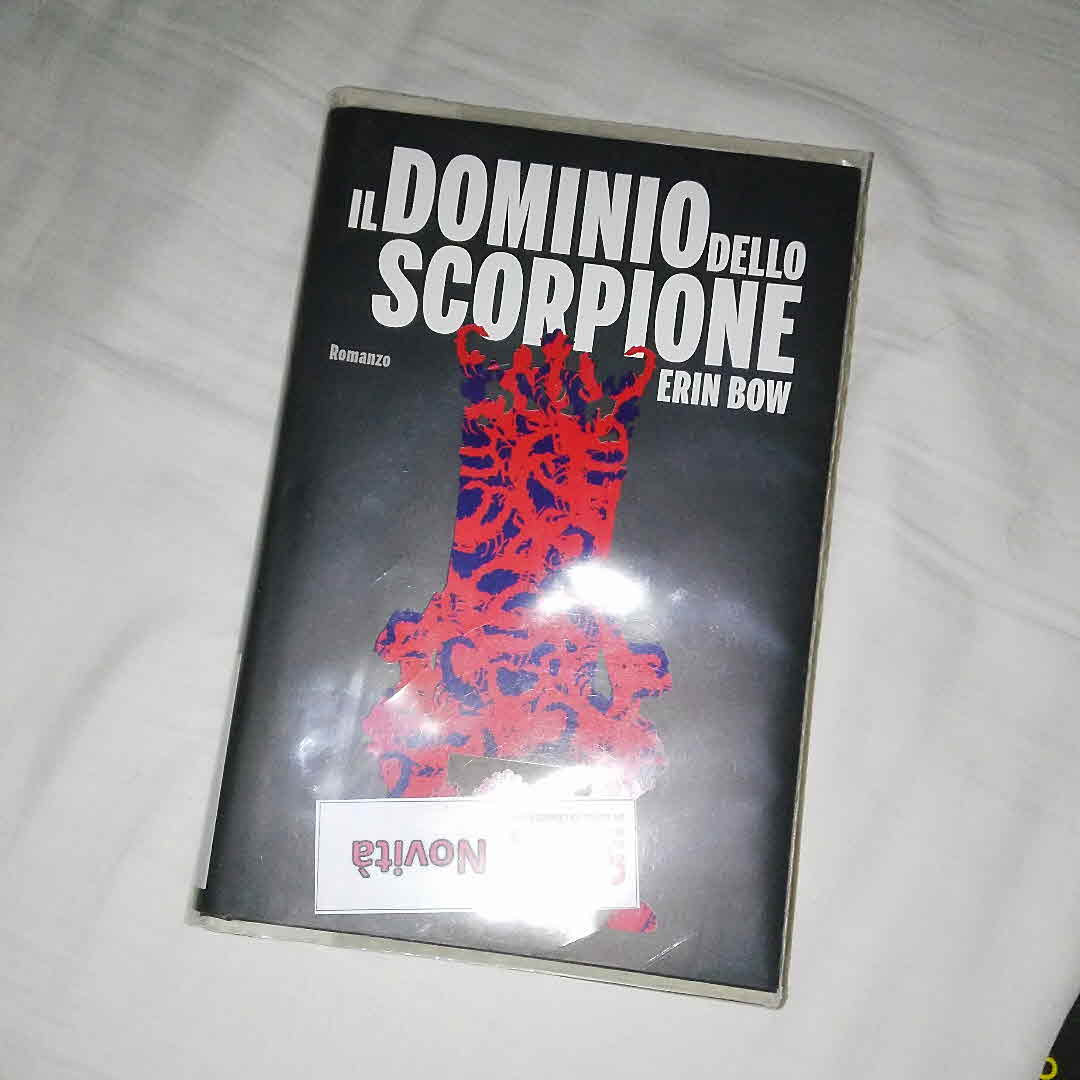 IL DOMINIO DELLO
SCORPIONE
Romanzo
ERIN BOW
Novità